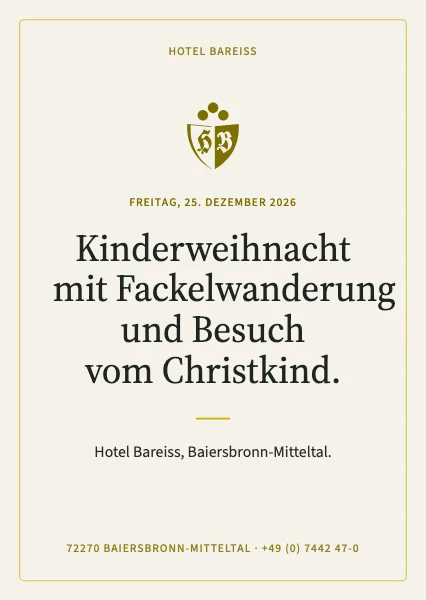 HOTEL BAREISS
HB
FREITAG, 25. DEZEMBER 2026
Kinderweihnacht
mit Fackelwanderung
und Besuch
vom Christkind.
Hotel Bareiss, Baiersbronn-Mitteltal.
72270 BAIERSBRONN-MITTELTAL · +49 (0) 7442 47-0